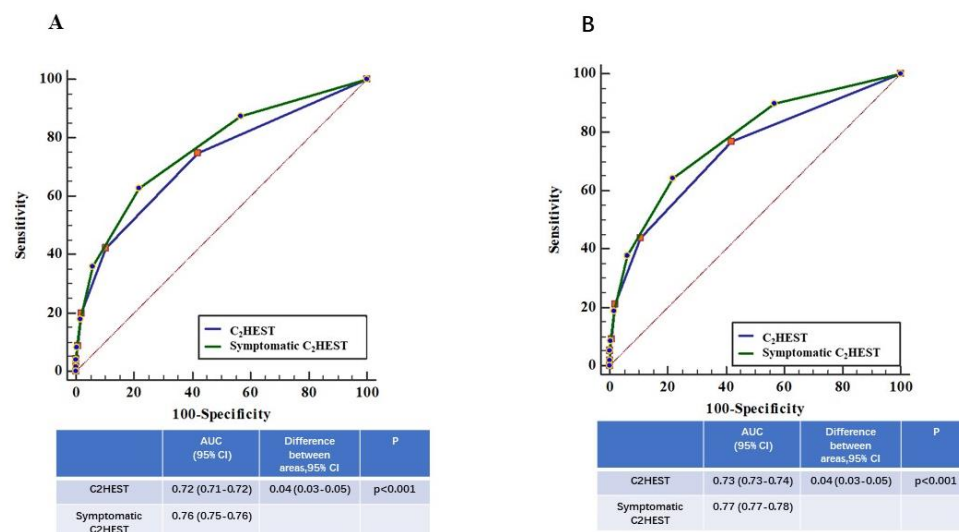 A
Sensitivity
100
80
60
40
20
0
C₂HEST
Symptomatic C₂HEST
0 20 40 60 80 100
100-Specificity
AUC (95% CI) Difference between areas,95% CI P
C2HEST 0.72 (0.71-0.72) 0.04 (0.03-0.05) p<0.001
Symptomatic C2HEST 0.76 (0.75-0.76)
B
Sensitivity
100
80
60
40
20
0
C₂HEST
Symptomatic C₂HEST
0 20 40 60 80 100
100-Specificity
AUC (95% CI) Difference between areas,95% CI P
C2HEST 0.73 (0.73-0.74) 0.04 (0.03-0.05) p<0.001
Symptomatic C2HEST 0.77 (0.77-0.78)